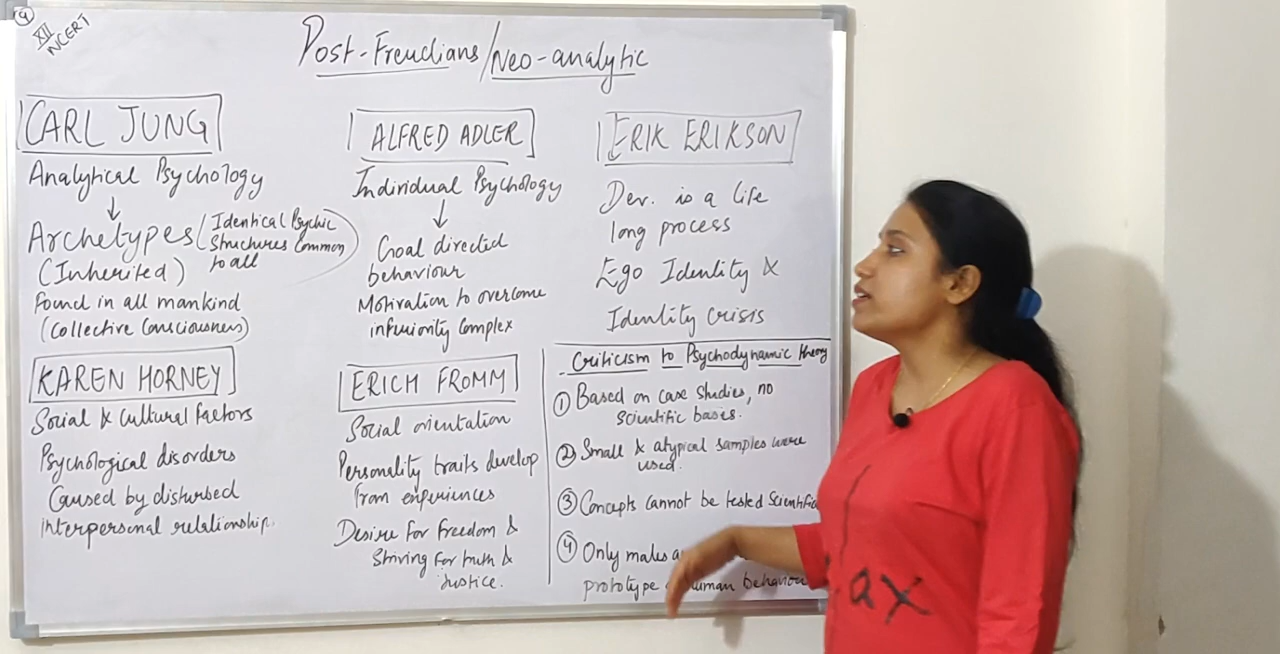 9
XII
NCERT
Post-Freudians/Neo-analytic
CARL JUNG
Analytical Psychology
↓
Archetypes (Identical Psychic
Structures common
to all)
(Inherited)
Found in all mankind
(Collective Consciousness)
ALFRED ADLER
Individual Psychology
↓
Goal directed
behaviour
Motivation to overcome
inferiority complex
ERIK ERIKSON
Dev. is a life
long process
Ego Identity &
Identity crisis
KAREN HORNEY
Social & cultural factors
Psychological disorders
Caused by disturbed
interpersonal relationship.
ERICH FROMM
Social orientation
Personality traits develop
from experiences
Desire for freedom &
Striving for truth &
justice.
Criticism to Psychodynamic theory
① Based on case studies, no
scientific basis.
② Small & atypical samples were
used.
③ Concepts cannot be tested Scientific
④ Only males
prototype human behaviou
ax